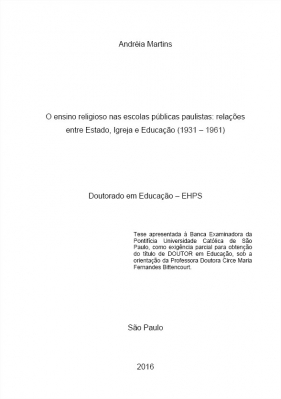 Andréia Martins
O ensino religioso nas escolas públicas paulistas: relações
entre Estado, Igreja e Educação (1931 – 1961)
Doutorado em Educação – EHPS
Tese apresentada à Banca Examinadora da
Pontifícia Universidade Católica de São
Paulo, como exigência parcial para obtenção
do título de DOUTOR em Educação, sob a
orientação da Professora Doutora Circe Maria
Fernandes Bittencourt.
São Paulo
2016